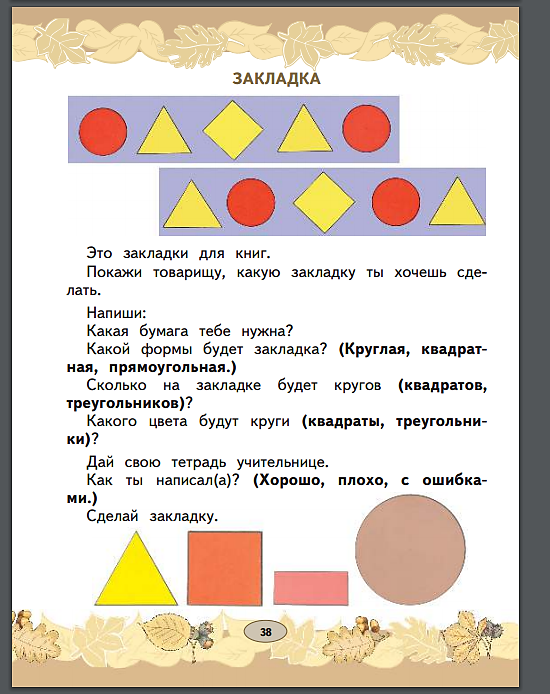 ЗАКЛАДКА
Это закладки для книг.
Покажи товарищу, какую закладку ты хочешь сде-
лать.
Напиши:
Какая бумага тебе нужна?
Какой формы будет закладка? (Круглая, квадрат-
ная, прямоугольная.)
Сколько на закладке будет кругов (квадратов,
треугольников)?
Какого цвета будут круги (квадраты, треугольни-
ки)?
Дай свою тетрадь учительнице.
Как ты написал(а)? (Хорошо, плохо, с ошибка-
ми.)
Сделай закладку.
38